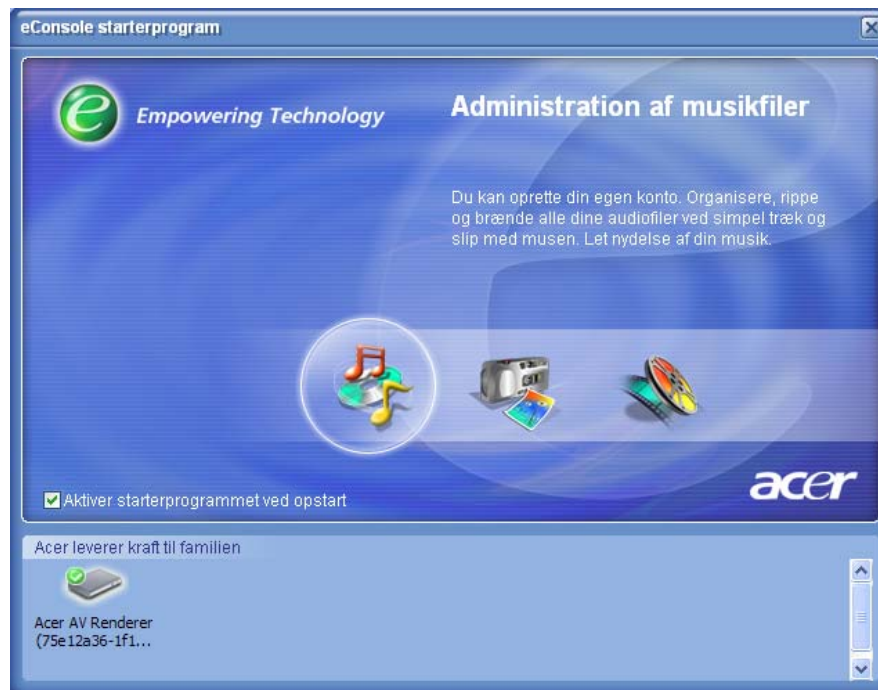 eConsole starterprogram
e Empowering Technology
Administration af musikfiler
Du kan oprette din egen konto. Organisere, rippe
og brænde alle dine audiofiler ved simpel træk og
slip med musen. Let nydelse af din musik.
acer
Aktiver starterprogrammet ved opstart
Acer leverer kraft til familien
Acer AV Renderer
(75e12a36-1f1...